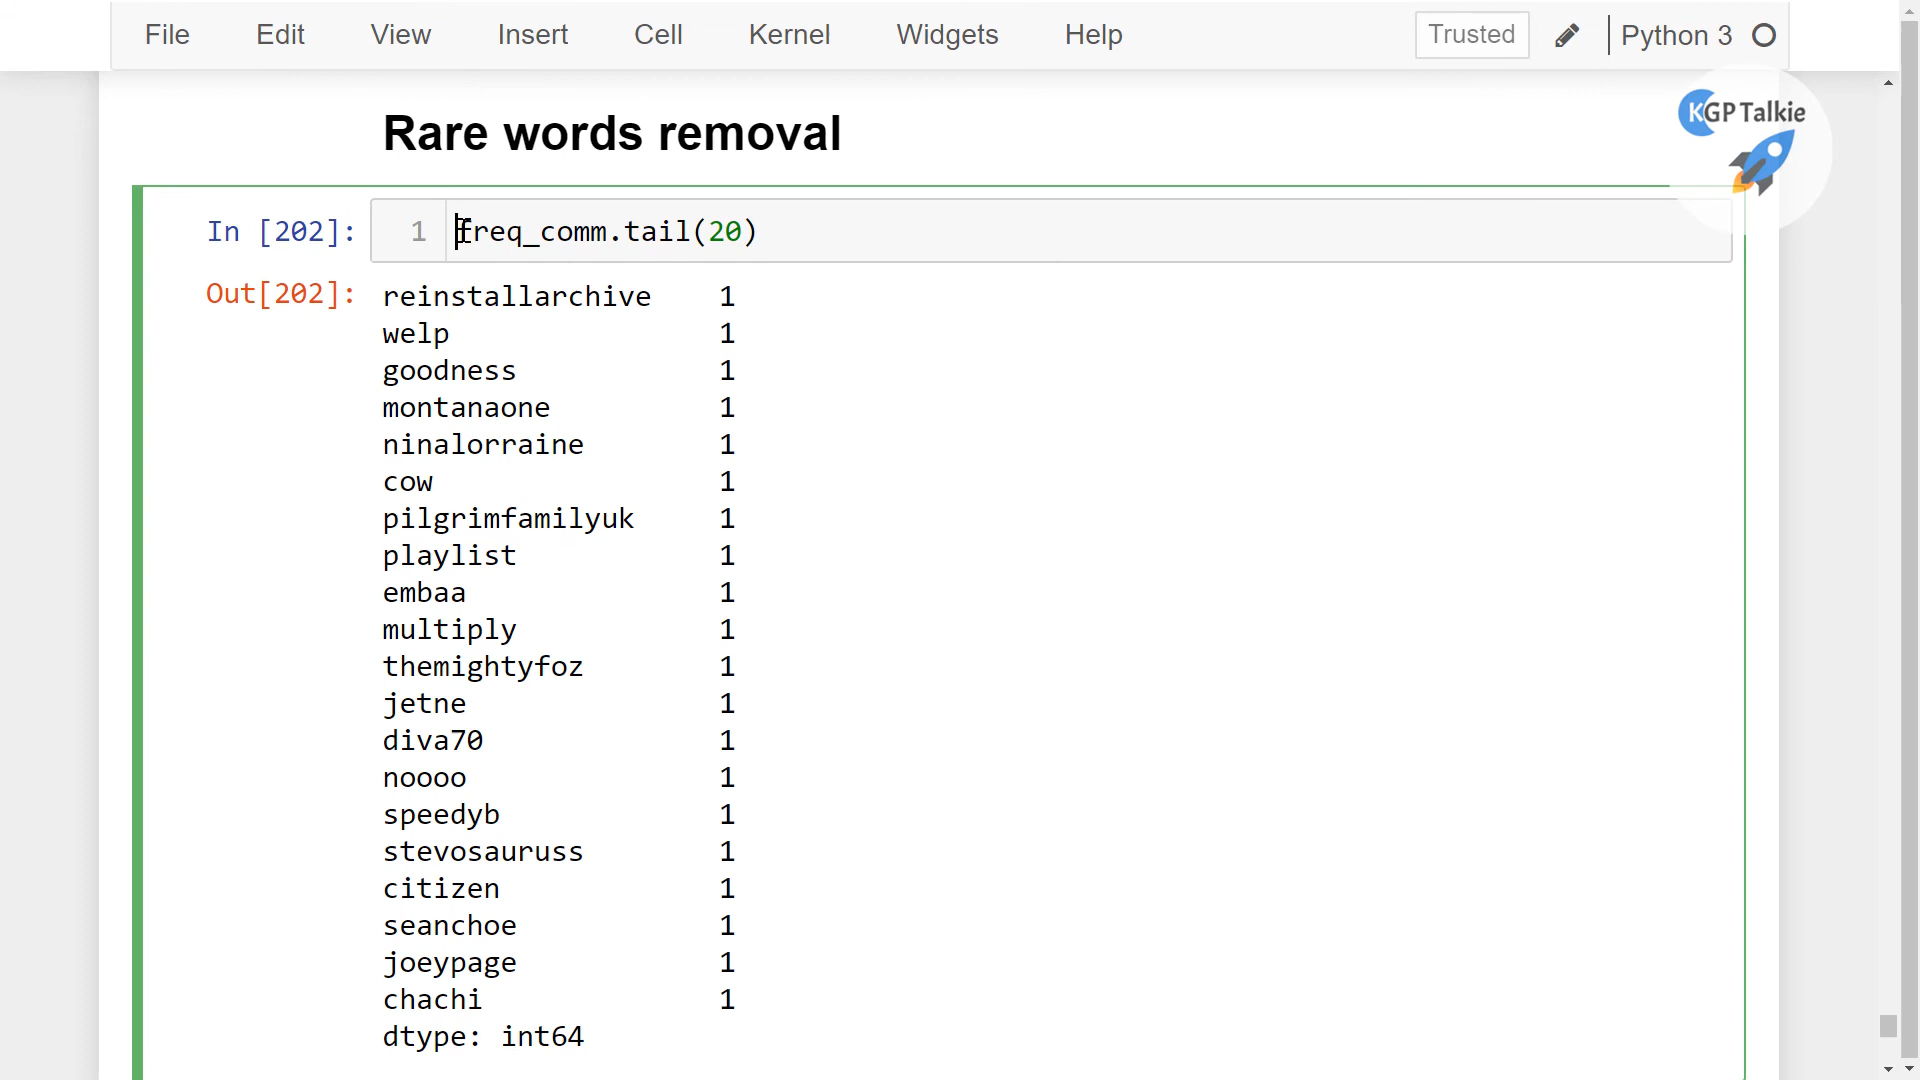 File Edit View Insert Cell Kernel Widgets Help Trusted Python 3
KGP Talkie
Rare words removal
In [202]: 1 freq_comm.tail(20)
Out[202]: reinstallarchive 1
welp 1
goodness 1
montanaone 1
ninalorraine 1
cow 1
pilgrimfamilyuk 1
playlist 1
embaa 1
multiply 1
themightyfoz 1
jetne 1
diva70 1
noooo 1
speedyb 1
stevosauruss 1
citizen 1
seanchoe 1
joeypage 1
chachi 1
dtype: int64